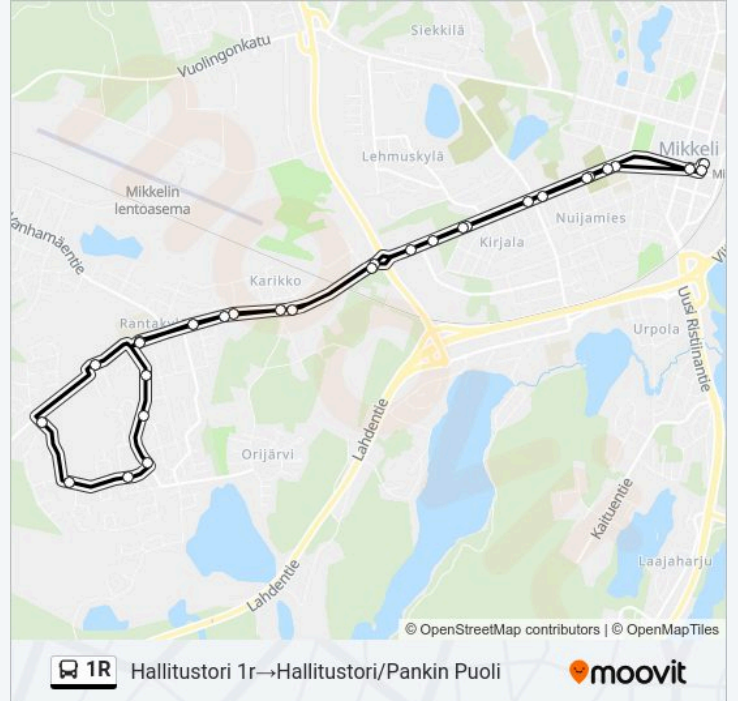 Siekkilä
Vuolingonkatu
Mikkeli
Lehmuskylä
Mikkelin
lentoasema
Nuijamies
Kirjala
Karikko
Urpola
Uusi Ristiinantie
Lahdentie
Orijärvi
Kaituentie
Laajaharju
Lahdentie
© OpenStreetMap contributors | © OpenMapTiles
1R Hallitustori 1r→Hallitustori/Pankin Puoli
moovit